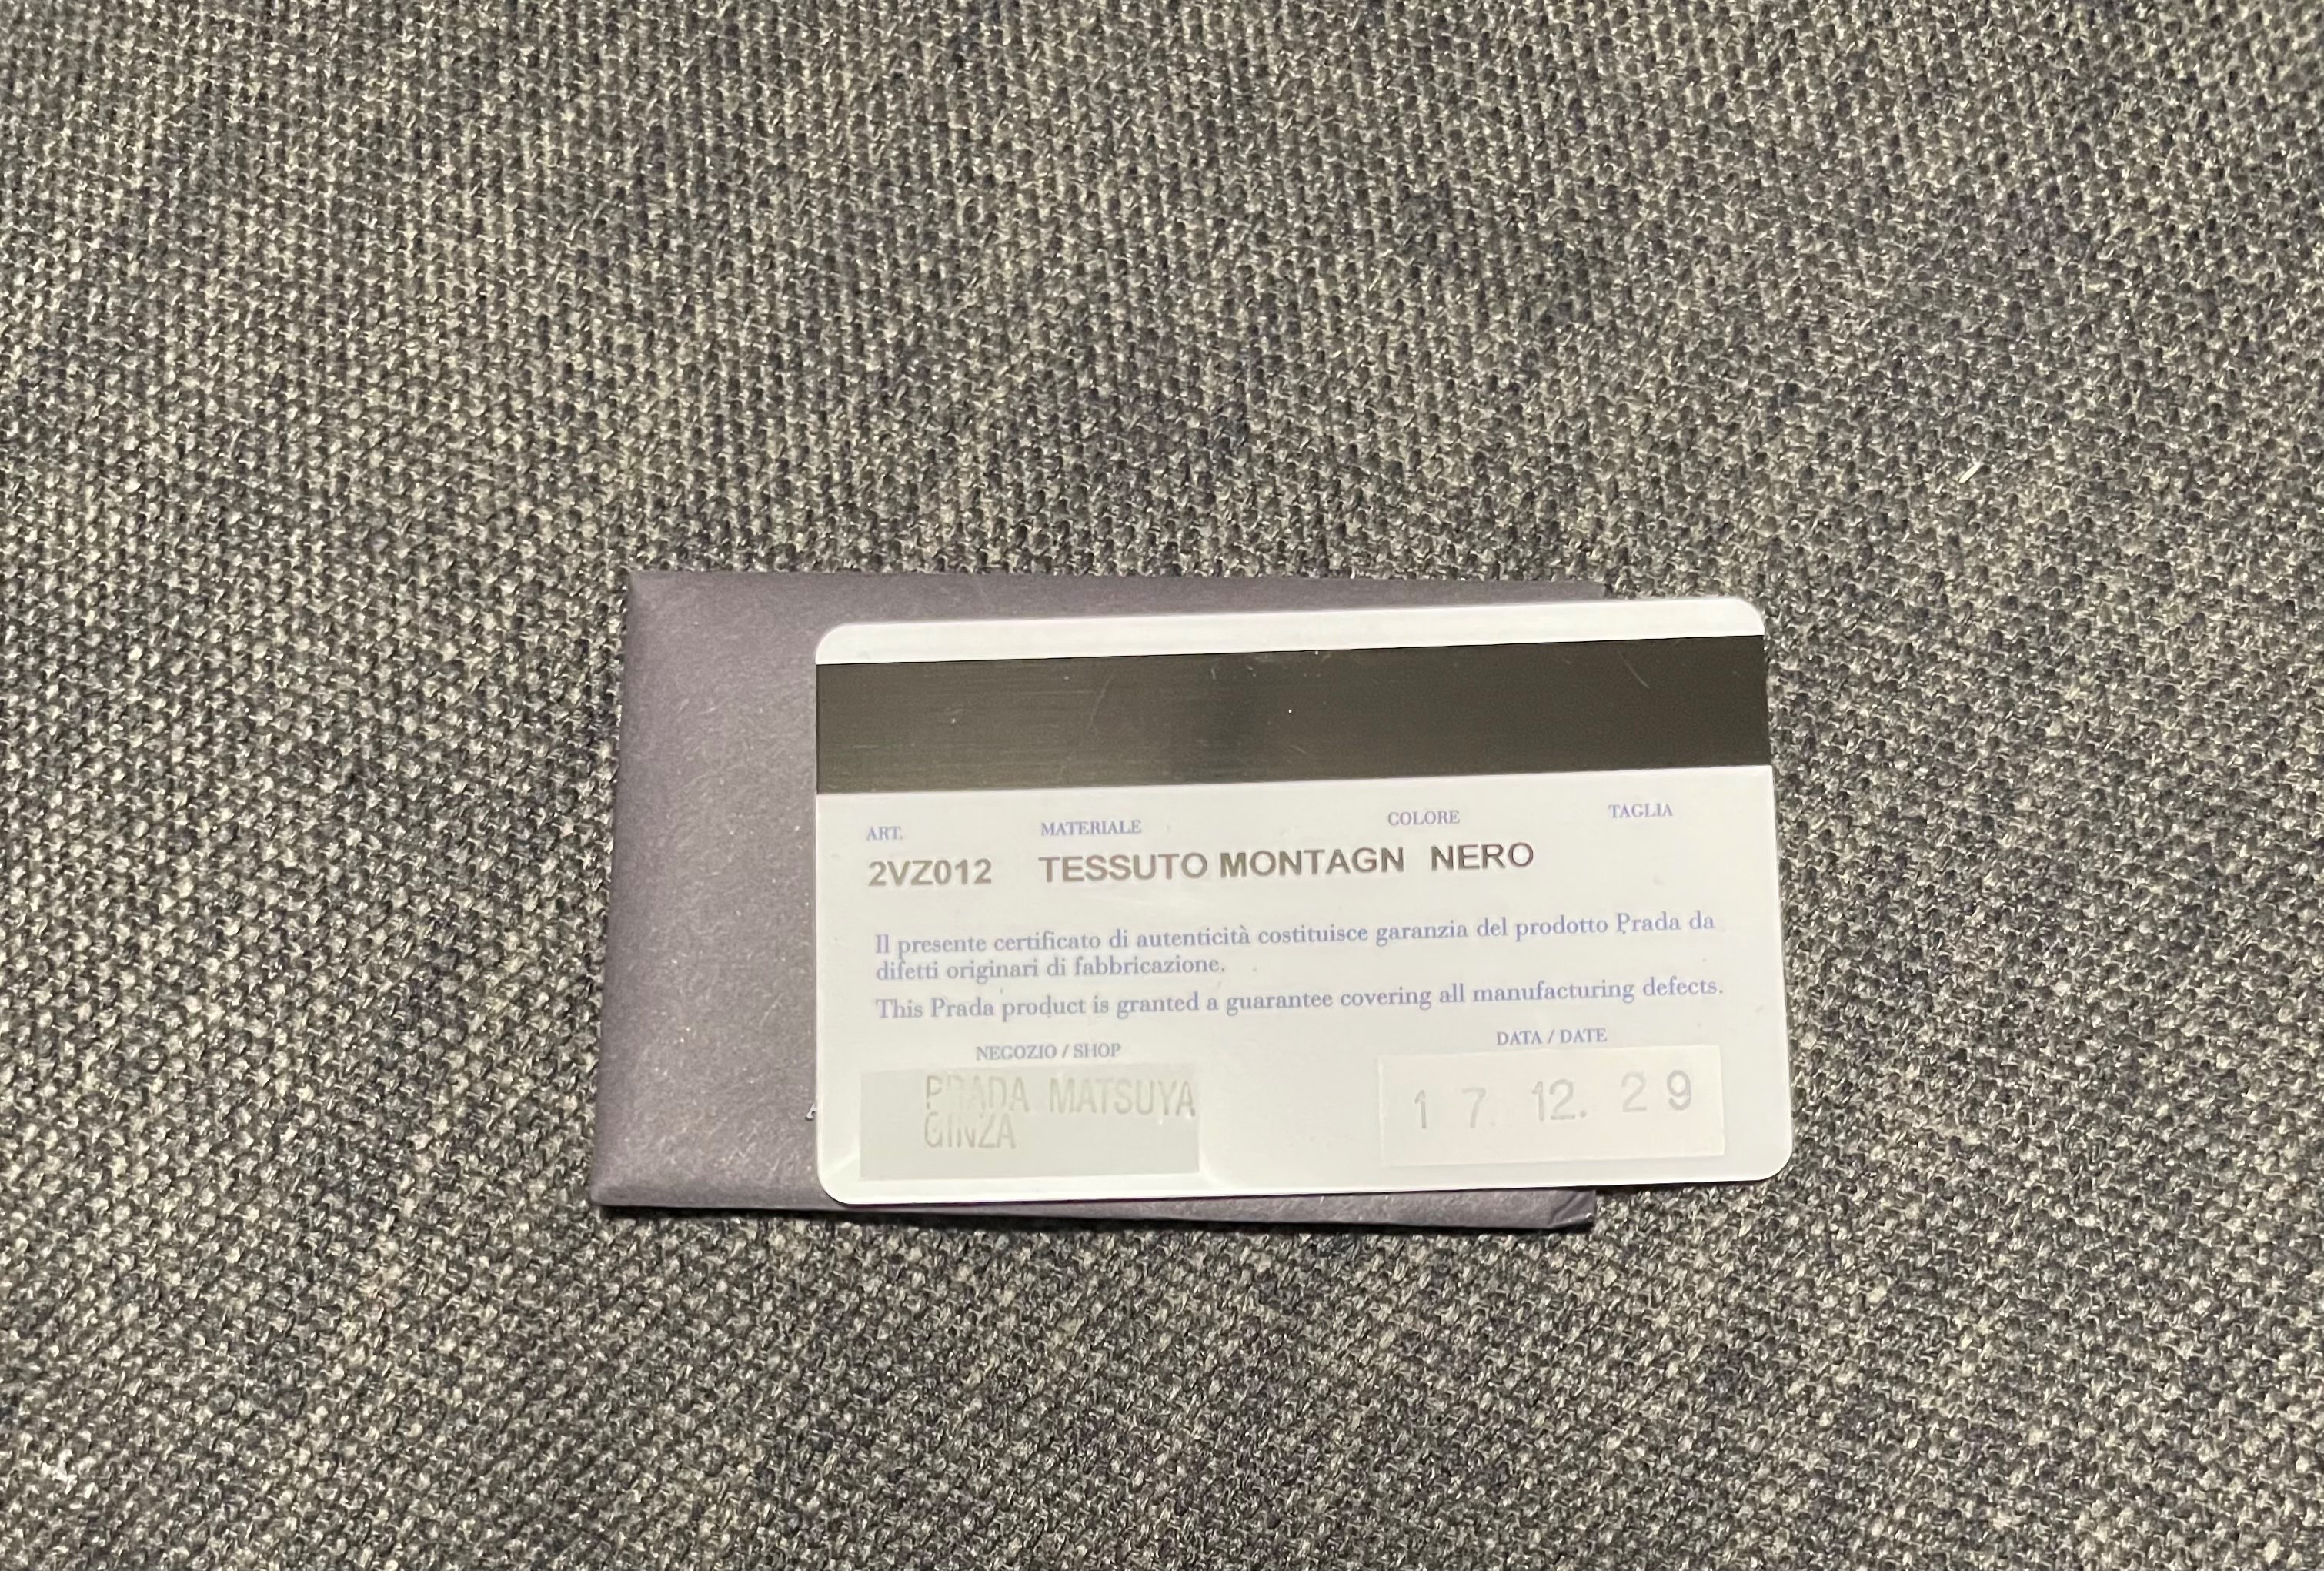 ART. MATERIALE COLORE TAGLIA
2VZ012 TESSUTO MONTAGN NERO
Il presente certificato di autenticità costituisce garanzia del prodotto Prada da
difetti originari di fabbricazione.
This Prada product is granted a guarantee covering all manufacturing defects.
NEGOZIO / SHOP DATA / DATE
PRADA MATSUYA 17. 12. 29
GINZA